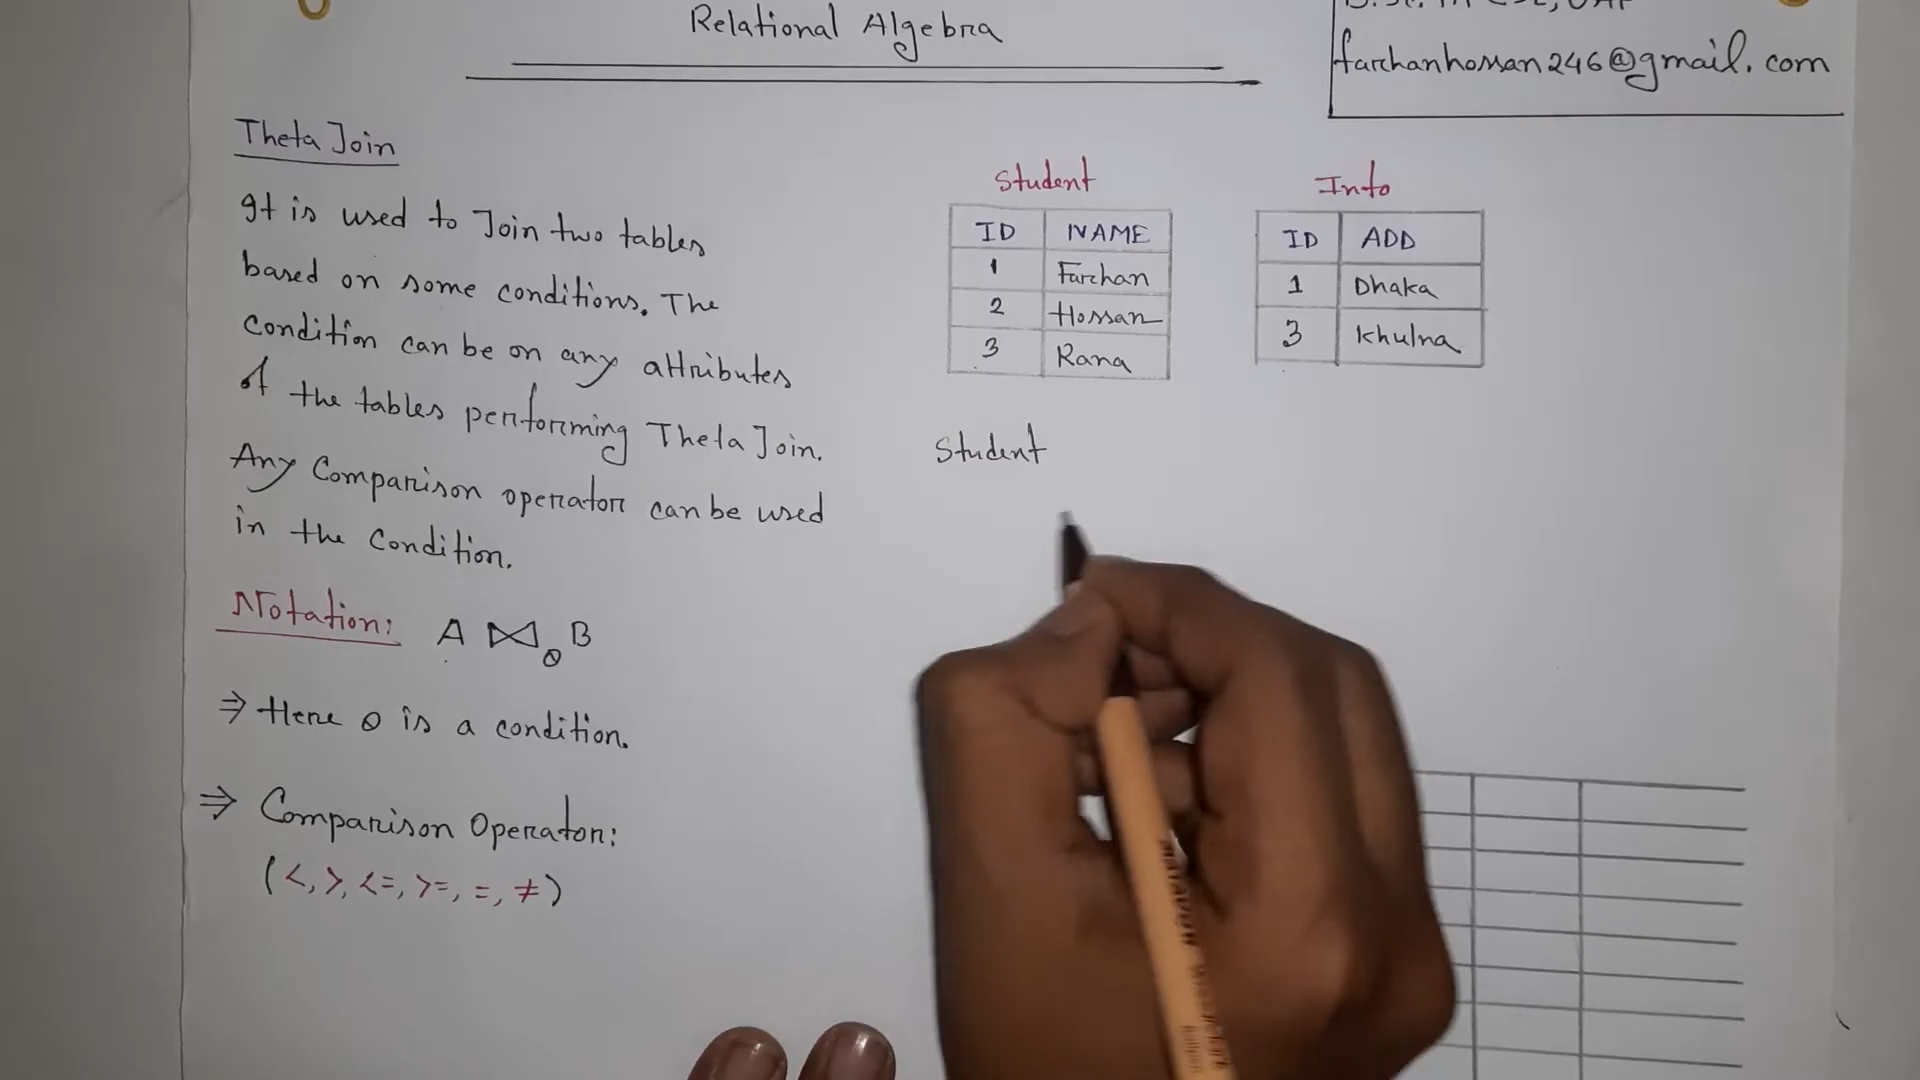 Relational Algebra
farhanhossan246@gmail.com
Theta Join
It is used to Join two tables
based on some conditions. The
condition can be on any attributes
of the tables performing Theta Join.
Any Comparison operator can be used
in the condition.
Notation: A ⋈θ B
⇒ Here θ is a condition.
⇒ Comparison Operator:
(<, >, <=, >=, =, ≠)
Student
ID NAME
1 Farhan
2 Hossan
3 Rana
Info
ID ADD
1 Dhaka
3 Khulna
Student